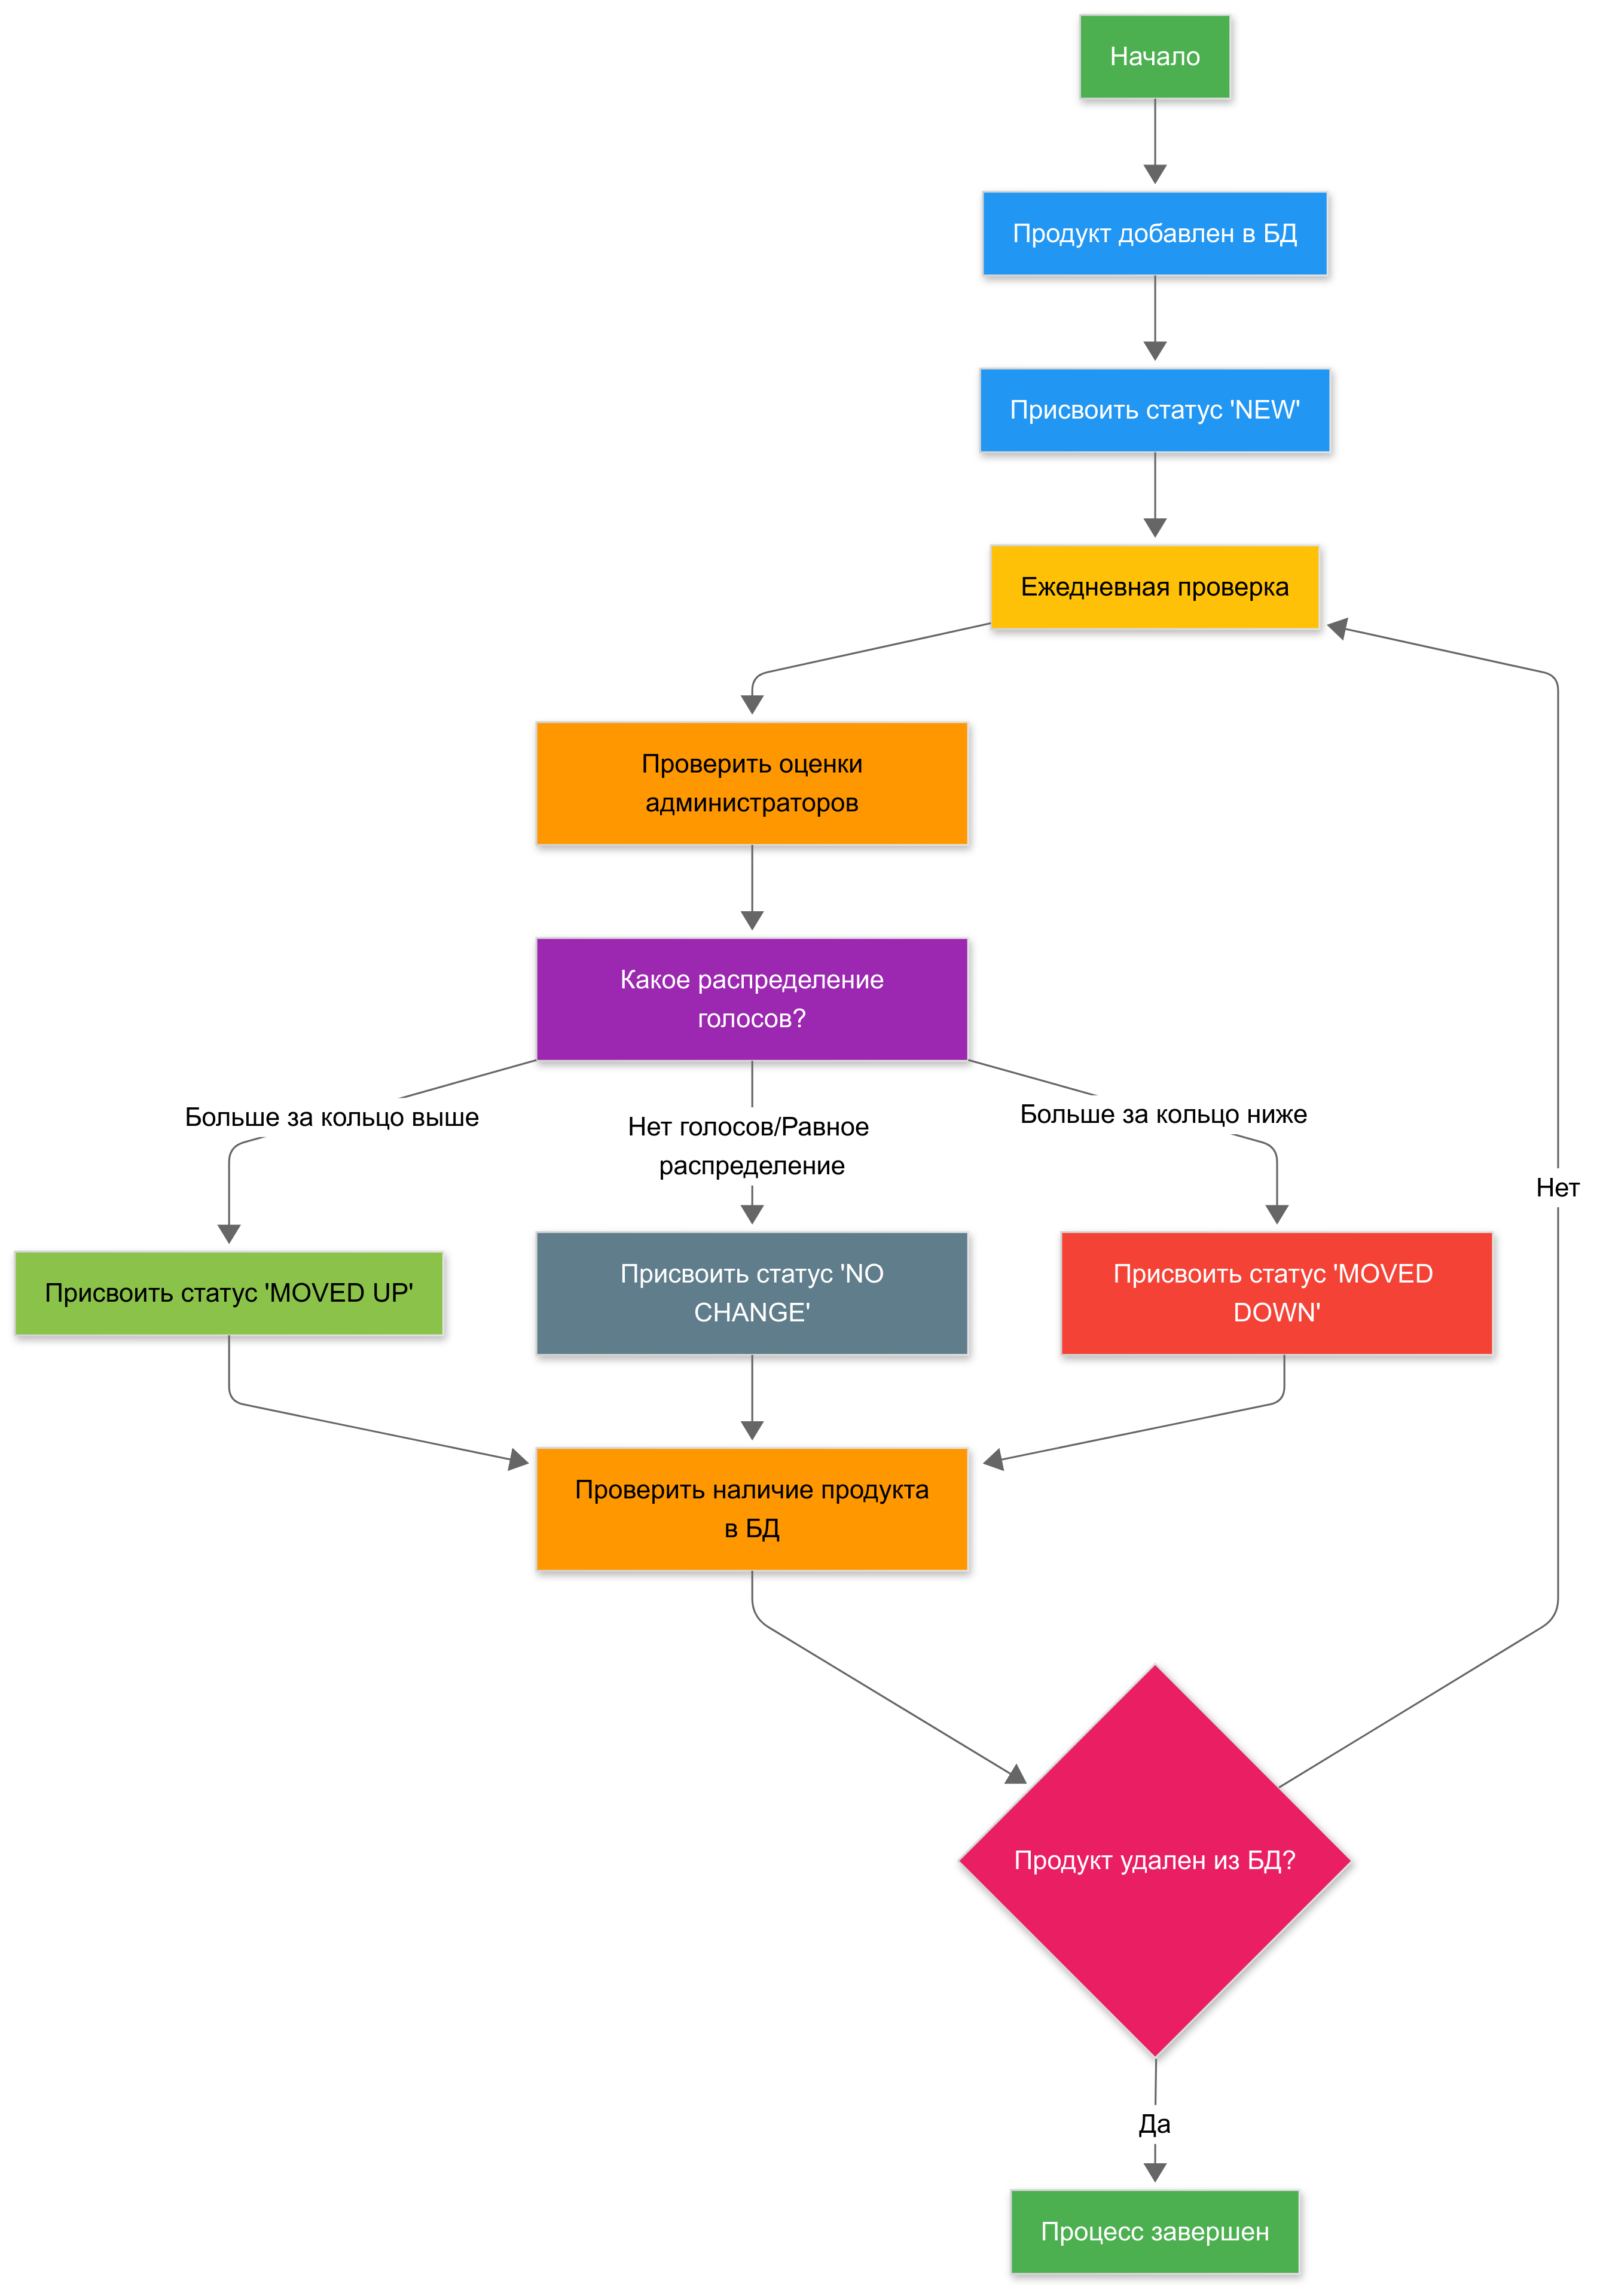 Начало
Продукт добавлен в БД
Присвоить статус 'NEW'
Ежедневная проверка
Проверить оценки
администраторов
Какое распределение
голосов?
Больше за кольцо выше
Нет голосов/Равное
распределение
Больше за кольцо ниже
Нет
Присвоить статус 'MOVED UP'
Присвоить статус 'NO
CHANGE'
Присвоить статус 'MOVED
DOWN'
Проверить наличие продукта
в БД
Продукт удален из БД?
Да
Процесс завершен